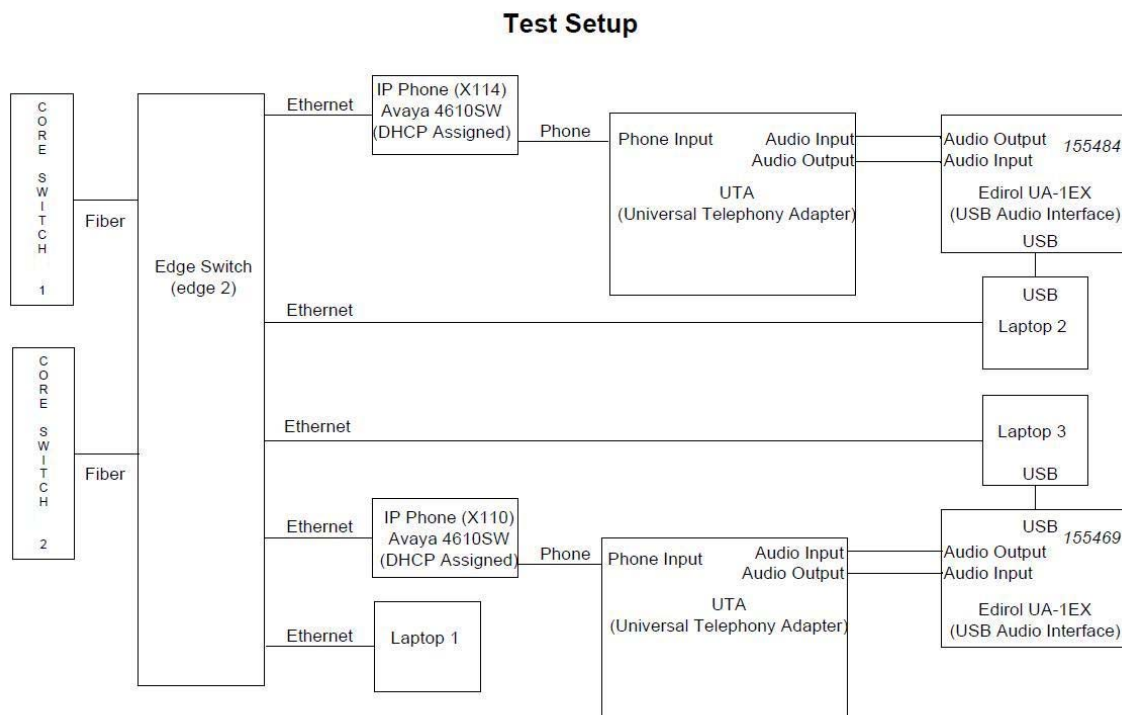 Test Setup
CORE SWITCH 1
Fiber
Edge Switch
(edge 2)
Ethernet
IP Phone (X114)
Avaya 4610SW
(DHCP Assigned)
Phone
Phone Input
Audio Input
Audio Output
UTA
(Universal Telephony Adapter)
Audio Output
Audio Input
155484
Edirol UA-1EX
(USB Audio Interface)
USB
USB
Laptop 2
Ethernet
CORE SWITCH 2
Fiber
Ethernet
Laptop 3
USB
Ethernet
IP Phone (X110)
Avaya 4610SW
(DHCP Assigned)
Phone
Phone Input
Audio Input
Audio Output
UTA
(Universal Telephony Adapter)
USB
155469
Audio Output
Audio Input
Edirol UA-1EX
(USB Audio Interface)
Ethernet
Laptop 1